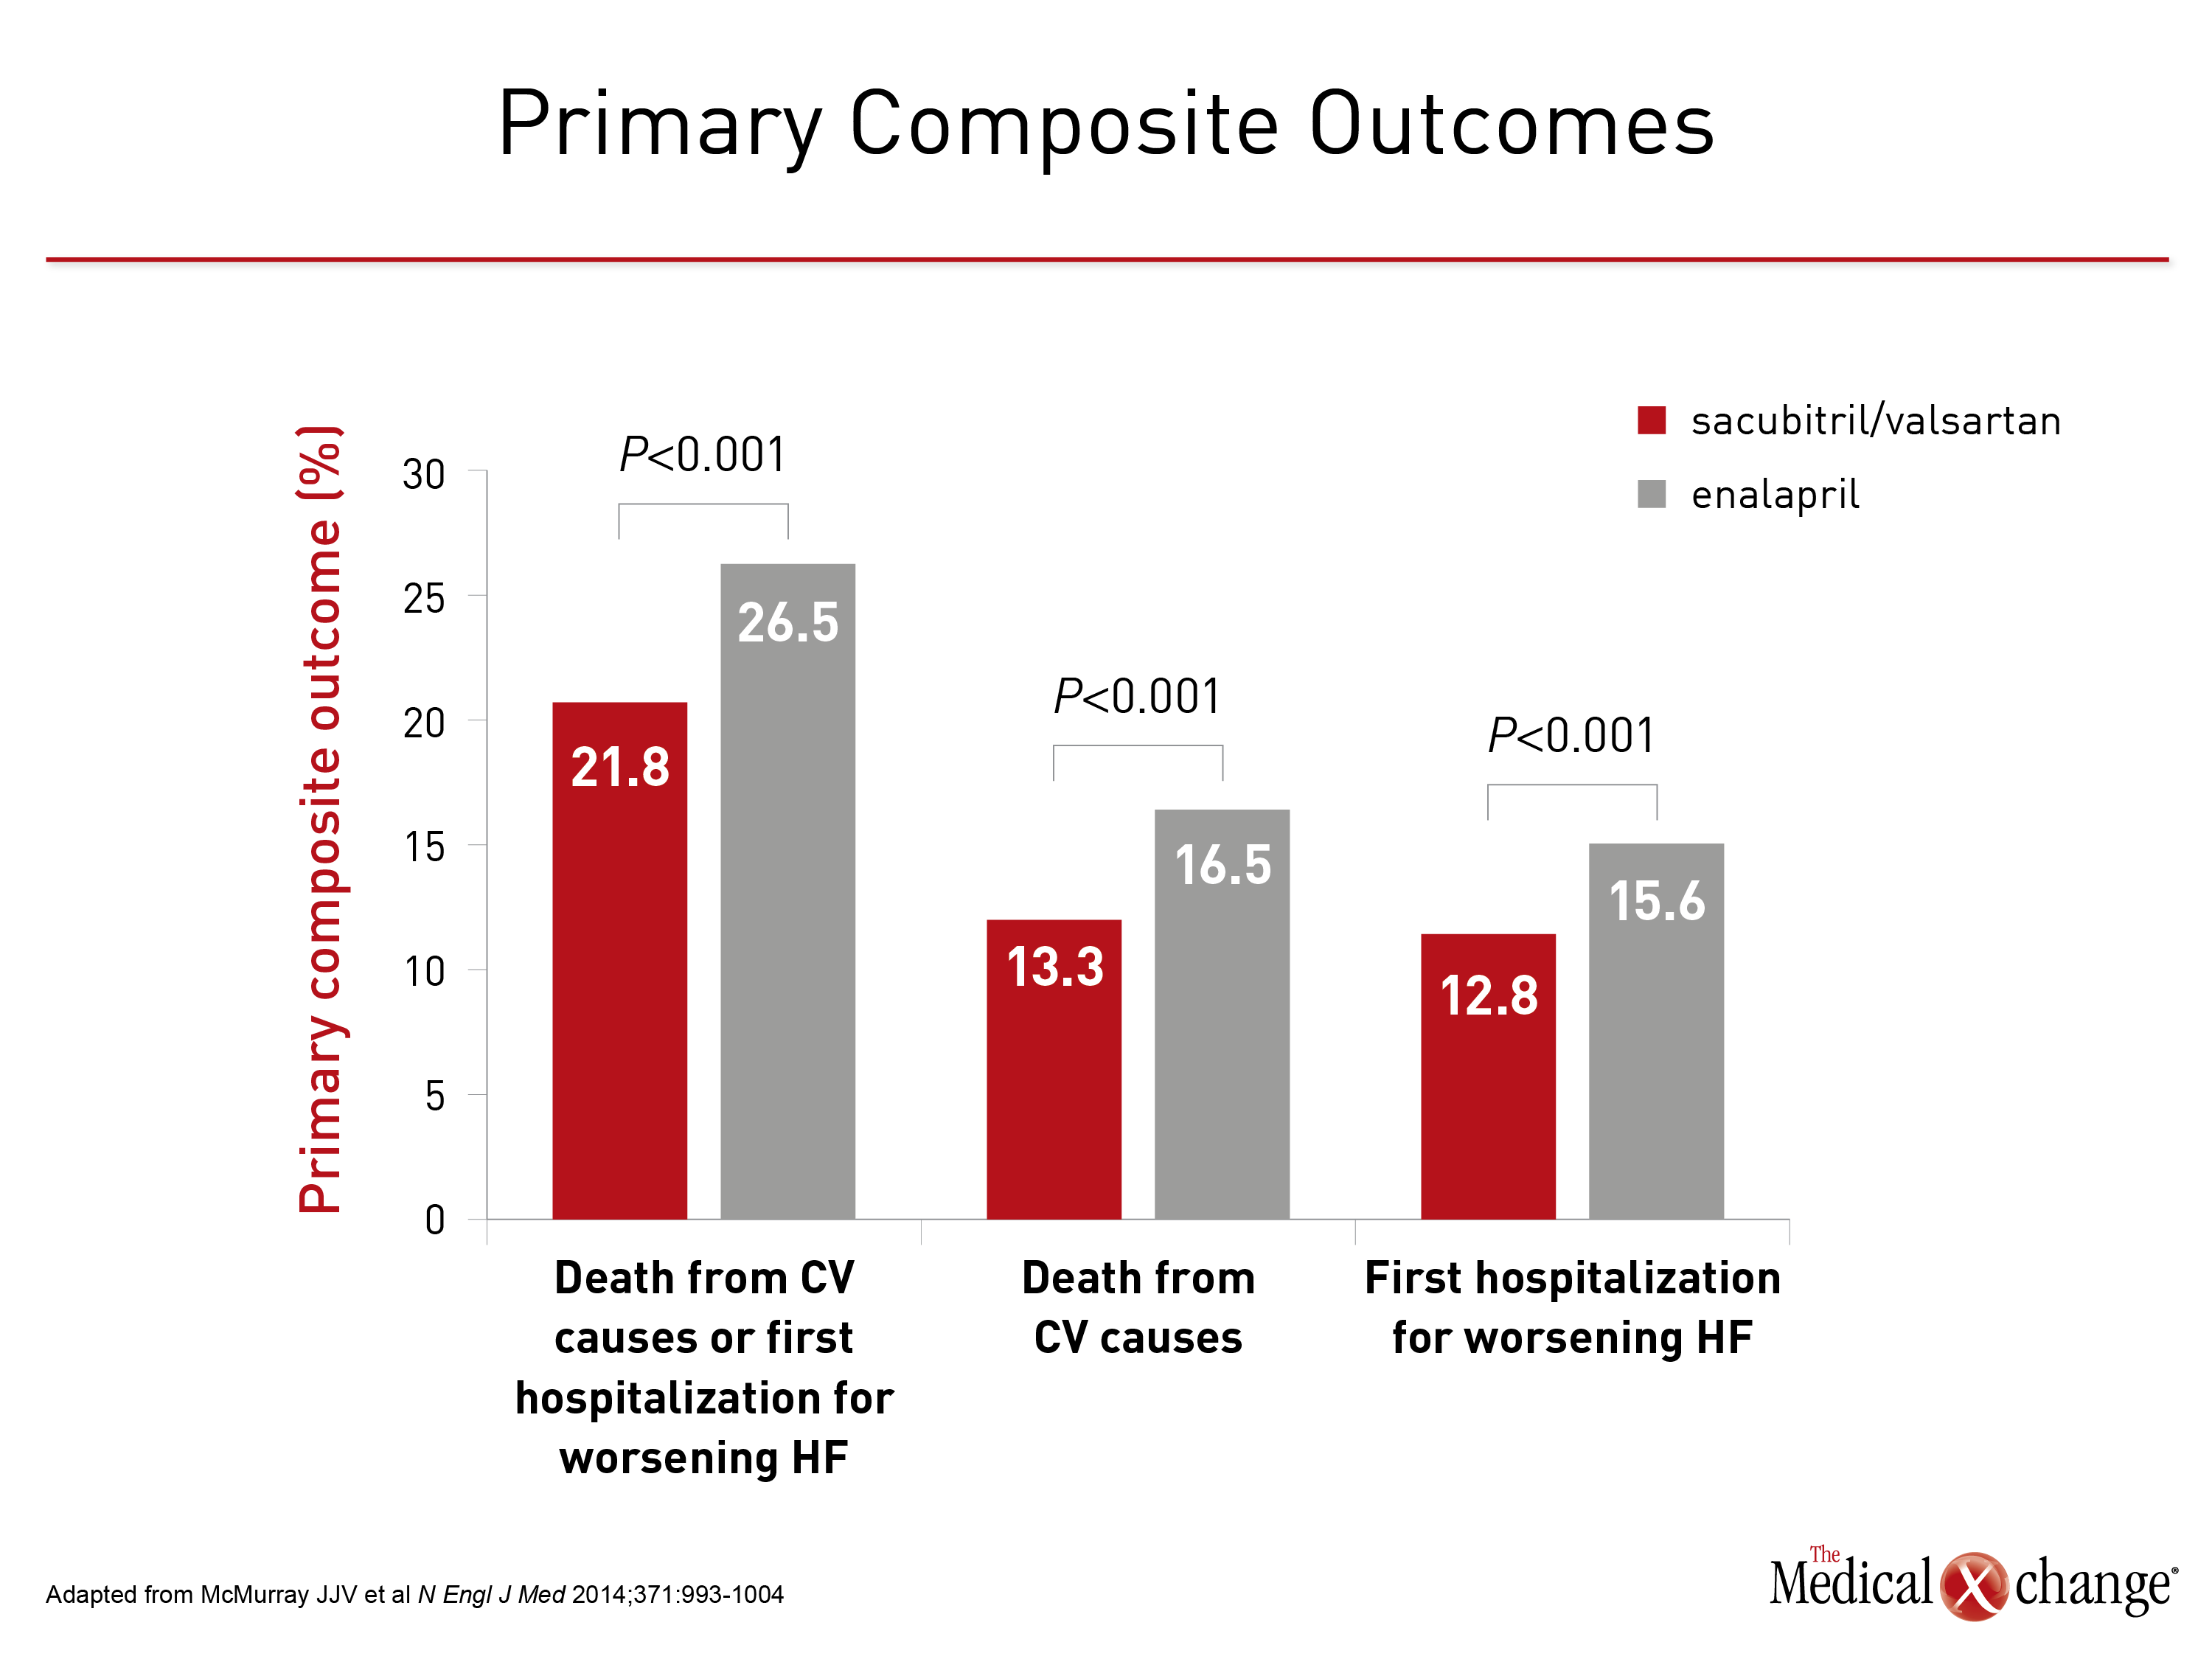 Primary Composite Outcomes
sacubitril/valsartan
enalapril
Primary composite outcome (%)
30
25
20
15
10
5
0
P<0.001
21.8
26.5
P<0.001
13.3
16.5
P<0.001
12.8
15.6
Death from CV
causes or first
hospitalization for
worsening HF
Death from
CV causes
First hospitalization
for worsening HF
Adapted from McMurray JJV et al N Engl J Med 2014;371:993-1004
The
Medical Xchange®